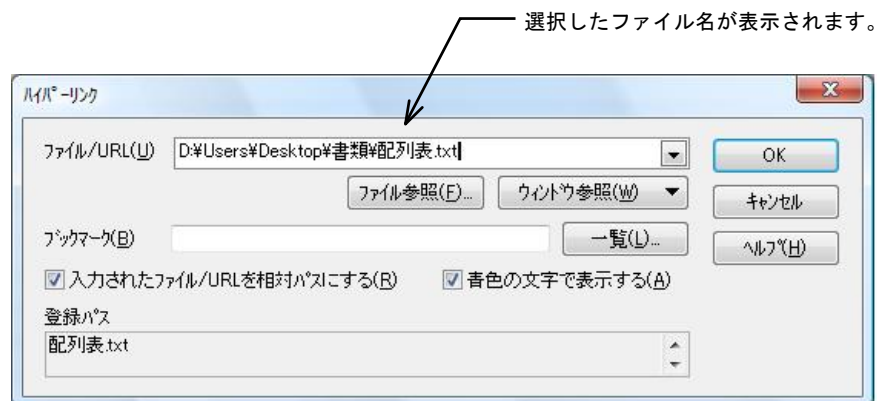 選択したファイル名が表示されます。
ﾊｲﾊﾟｰﾘﾝｸ
ﾌｧｲﾙ/URL(U) D:¥Users¥Desktop¥書類¥配列表.txt OK
ﾌｧｲﾙ参照(F)... ｳｨﾝﾄﾞｳ参照(W) ｷｬﾝｾﾙ
ﾌﾞｯｸﾏｰｸ(B) 一覧(L)... ﾍﾙﾌﾟ(H)
入力されたﾌｧｲﾙ/URLを相対ﾊﾟｽにする(R) 青色の文字で表示する(A)
登録ﾊﾟｽ
配列表.txt